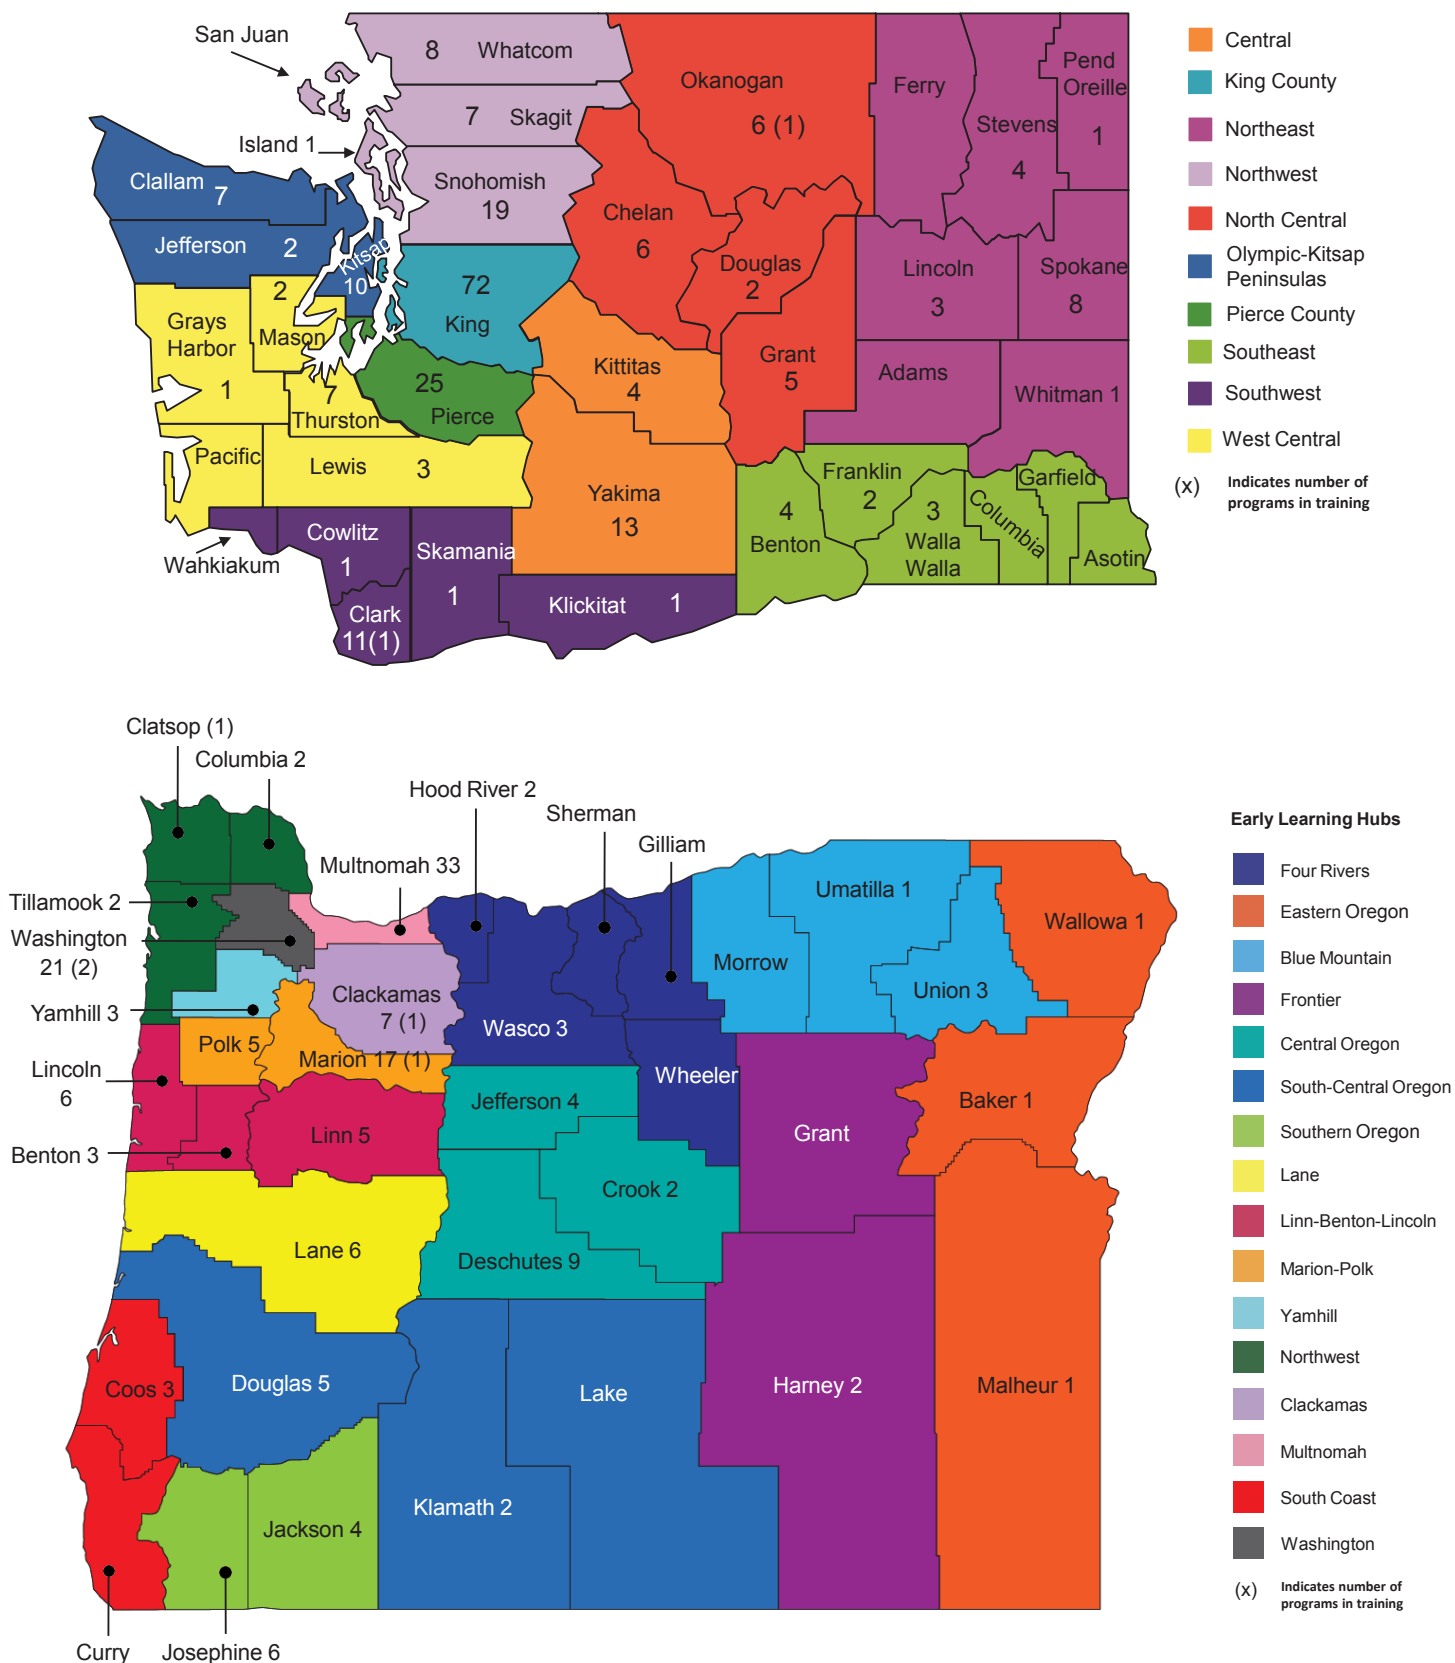 San Juan
8 Whatcom
7 Skagit
Island 1
Snohomish
19
Okanogan
6 (1)
Ferry
Stevens
4
Pend
Oreille
1
Clallam 7
Jefferson 2
Kitsap
10
Chelan
6
Douglas
2
Lincoln
3
Spokane
8
72
King
2
Mason
Grays
Harbor
1
Kittitas
4
Grant
5
Adams
Whitman 1
25
Pierce
7
Thurston
Pacific
Lewis 3
Yakima
13
4
Benton
Franklin
2
3
Walla
Walla
Columbia
Garfield
Asotin
Wahkiakum
Cowlitz
1
Skamania
1
Clark
11(1)
Klickitat 1
Central
King County
Northeast
Northwest
North Central
Olympic-Kitsap
Peninsulas
Pierce County
Southeast
Southwest
West Central
(x) Indicates number of
programs in training
Clatsop (1)
Columbia 2
Hood River 2
Sherman
Gilliam
Multnomah 33
Tillamook 2
Washington
21 (2)
Yamhill 3
Lincoln
6
Benton 3
Clackamas
7 (1)
Polk 5
Marion 17 (1)
Wasco 3
Morrow
Umatilla 1
Union 3
Wallowa 1
Wheeler
Jefferson 4
Linn 5
Grant
Baker 1
Crook 2
Lane 6
Deschutes 9
Coos 3
Douglas 5
Lake
Harney 2
Malheur 1
Klamath 2
Jackson 4
Curry
Josephine 6
Early Learning Hubs
Four Rivers
Eastern Oregon
Blue Mountain
Frontier
Central Oregon
South-Central Oregon
Southern Oregon
Lane
Linn-Benton-Lincoln
Marion-Polk
Yamhill
Northwest
Clackamas
Multnomah
South Coast
Washington
(x) Indicates number of
programs in training